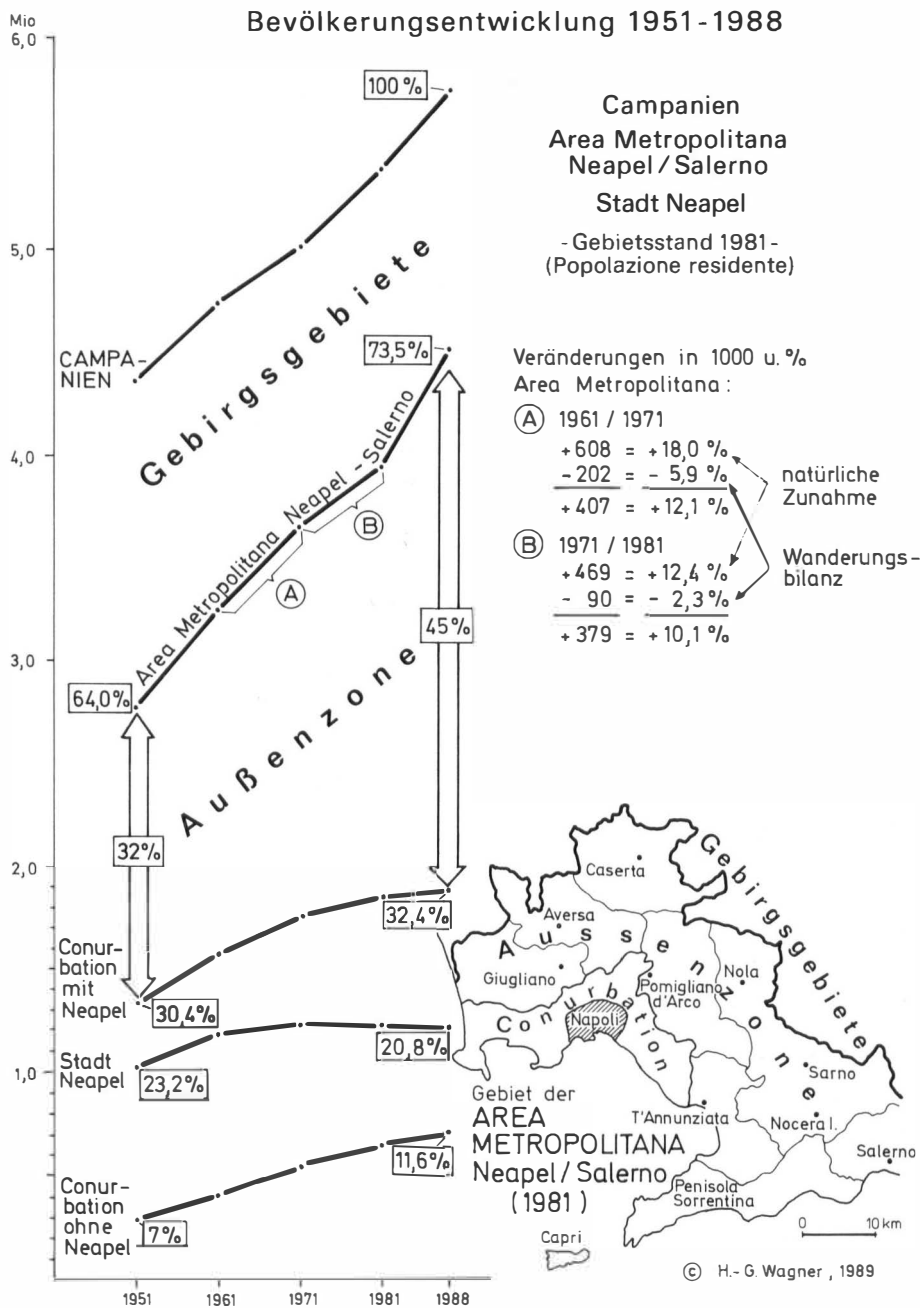 Bevölkerungsentwicklung 1951-1988
Mio
6,0
5,0
4,0
3,0
2,0
1,0
100 %
Campanien
Area Metropolitana
Neapel / Salerno
Stadt Neapel
- Gebietsstand 1981 -
(Popolazione residente)
CAMPA-
NIEN
Gebirgsgebiete
73,5%
Area Metropolitana Neapel - Salerno
A
B
64,0%
Außenzone
45%
32%
Veränderungen in 1000 u. %
Area Metropolitana :
A 1961 / 1971
+608 = +18,0 %
- 202 = - 5,9 %
+ 407 = +12,1 %
B 1971 / 1981
+469 = +12,4 %
- 90 = - 2,3 %
+ 379 = +10,1 %
natürliche
Zunahme
Wanderungs-
bilanz
Conur-
bation
mit
Neapel
30,4%
32,4%
Stadt
Neapel
23,2%
20,8%
Conur-
bation
ohne
Neapel
7%
11,6%
1951
1961
1971
1981
1988
Gebirgsgebiete
Aussenzone
Conurbation
Caserta
Aversa
Giugliano
Nola
Pomigliano
d'Arco
Napoli
Sarno
T'Annunziata
Nocera I.
Salerno
Penisola
Sorrentina
Capri
Gebiet der
AREA
METROPOLITANA
Neapel / Salerno
(1981)
0 10 km
© H.- G. Wagner , 1989